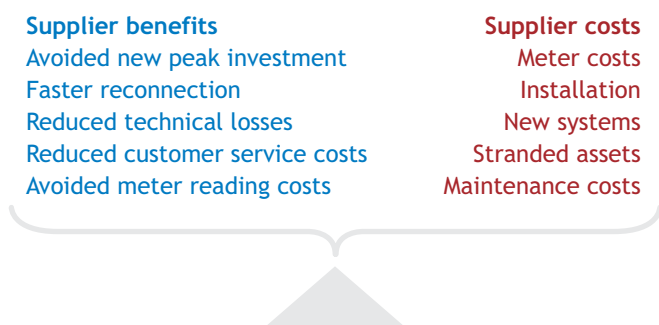 Supplier benefits
Avoided new peak investment
Faster reconnection
Reduced technical losses
Reduced customer service costs
Avoided meter reading costs
Supplier costs
Meter costs
Installation
New systems
Stranded assets
Maintenance costs